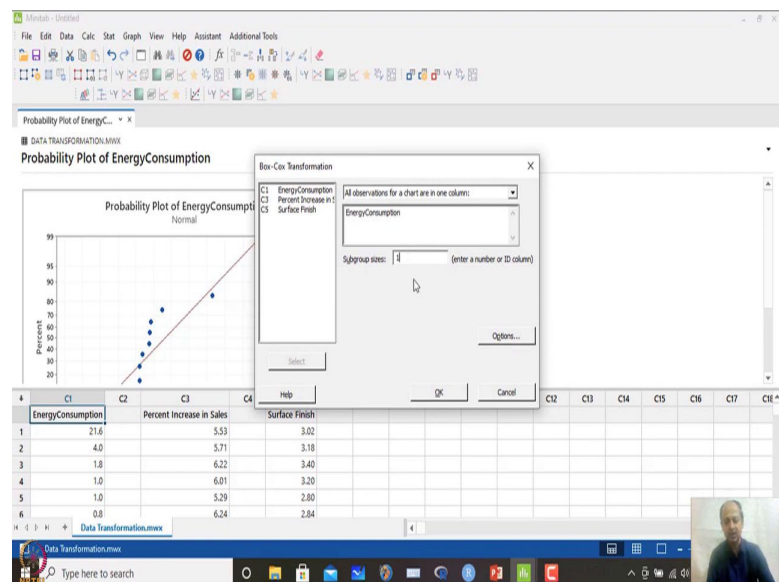 Minitab - Untitled
File Edit Data Calc Stat Graph View Help Assistant Additional Tools
Probability Plot of EnergyC...
DATA TRANSFORMATION.MWX
Probability Plot of EnergyConsumption
Probability Plot of EnergyConsumpti
Normal
99
95
90
80
70
60
50
40
30
20
Percent
Box-Cox Transformation
C1 EnergyConsumption
C3 Percent Increase in S
C5 Surface Finish
All observations for a chart are in one column:
EnergyConsumption
Subgroup sizes: 1 (enter a number or ID column)
Options...
Select
Help OK Cancel
C1 C2 C3 C4 C12 C13 C14 C15 C16 C17 C18
EnergyConsumption Percent Increase in Sales Surface Finish
1 21.6 5.53 3.02
2 4.0 5.71 3.18
3 1.8 6.22 3.40
4 1.0 6.01 3.20
5 1.0 5.29 2.80
6 0.8 6.24 2.84
Data Transformation.mwx
Data Transformation.mwx
Type here to search